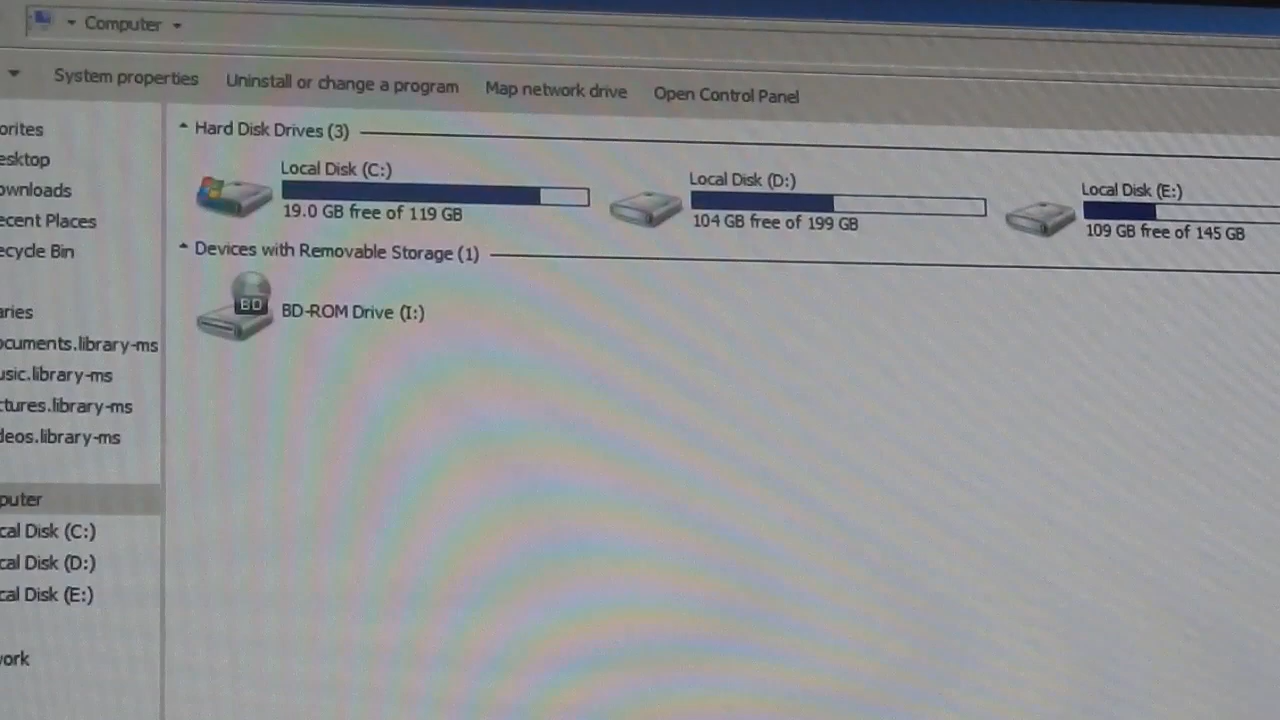 Computer
System properties Uninstall or change a program Map network drive Open Control Panel
orites
esktop
ownloads
ecent Places
ecycle Bin
aries
ocuments.library-ms
usic.library-ms
ctures.library-ms
deos.library-ms
puter
cal Disk (C:)
cal Disk (D:)
cal Disk (E:)
vork
Hard Disk Drives (3)
Local Disk (C:)
19.0 GB free of 119 GB
Local Disk (D:)
104 GB free of 199 GB
Local Disk (E:)
109 GB free of 145 GB
Devices with Removable Storage (1)
BD
BD-ROM Drive (I:)